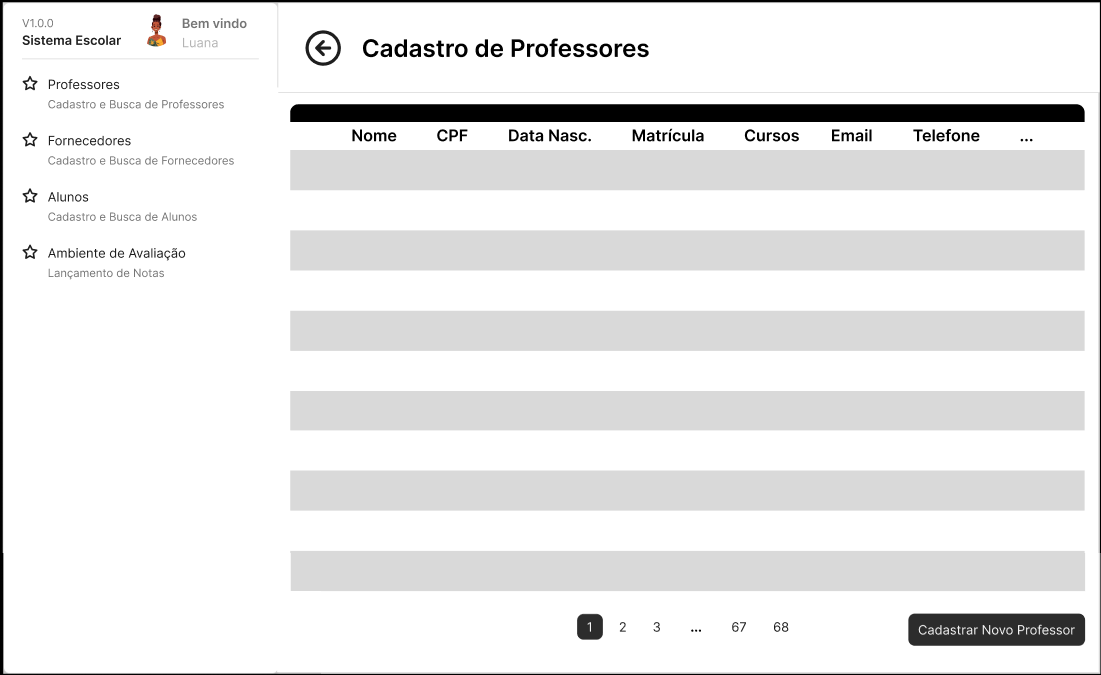 V1.0.0
Sistema Escolar
Bem vindo
Luana
Professores
Cadastro e Busca de Professores
Fornecedores
Cadastro e Busca de Fornecedores
Alunos
Cadastro e Busca de Alunos
Ambiente de Avaliação
Lançamento de Notas
Cadastro de Professores
Nome CPF Data Nasc. Matrícula Cursos Email Telefone ...
1 2 3 ... 67 68
Cadastrar Novo Professor